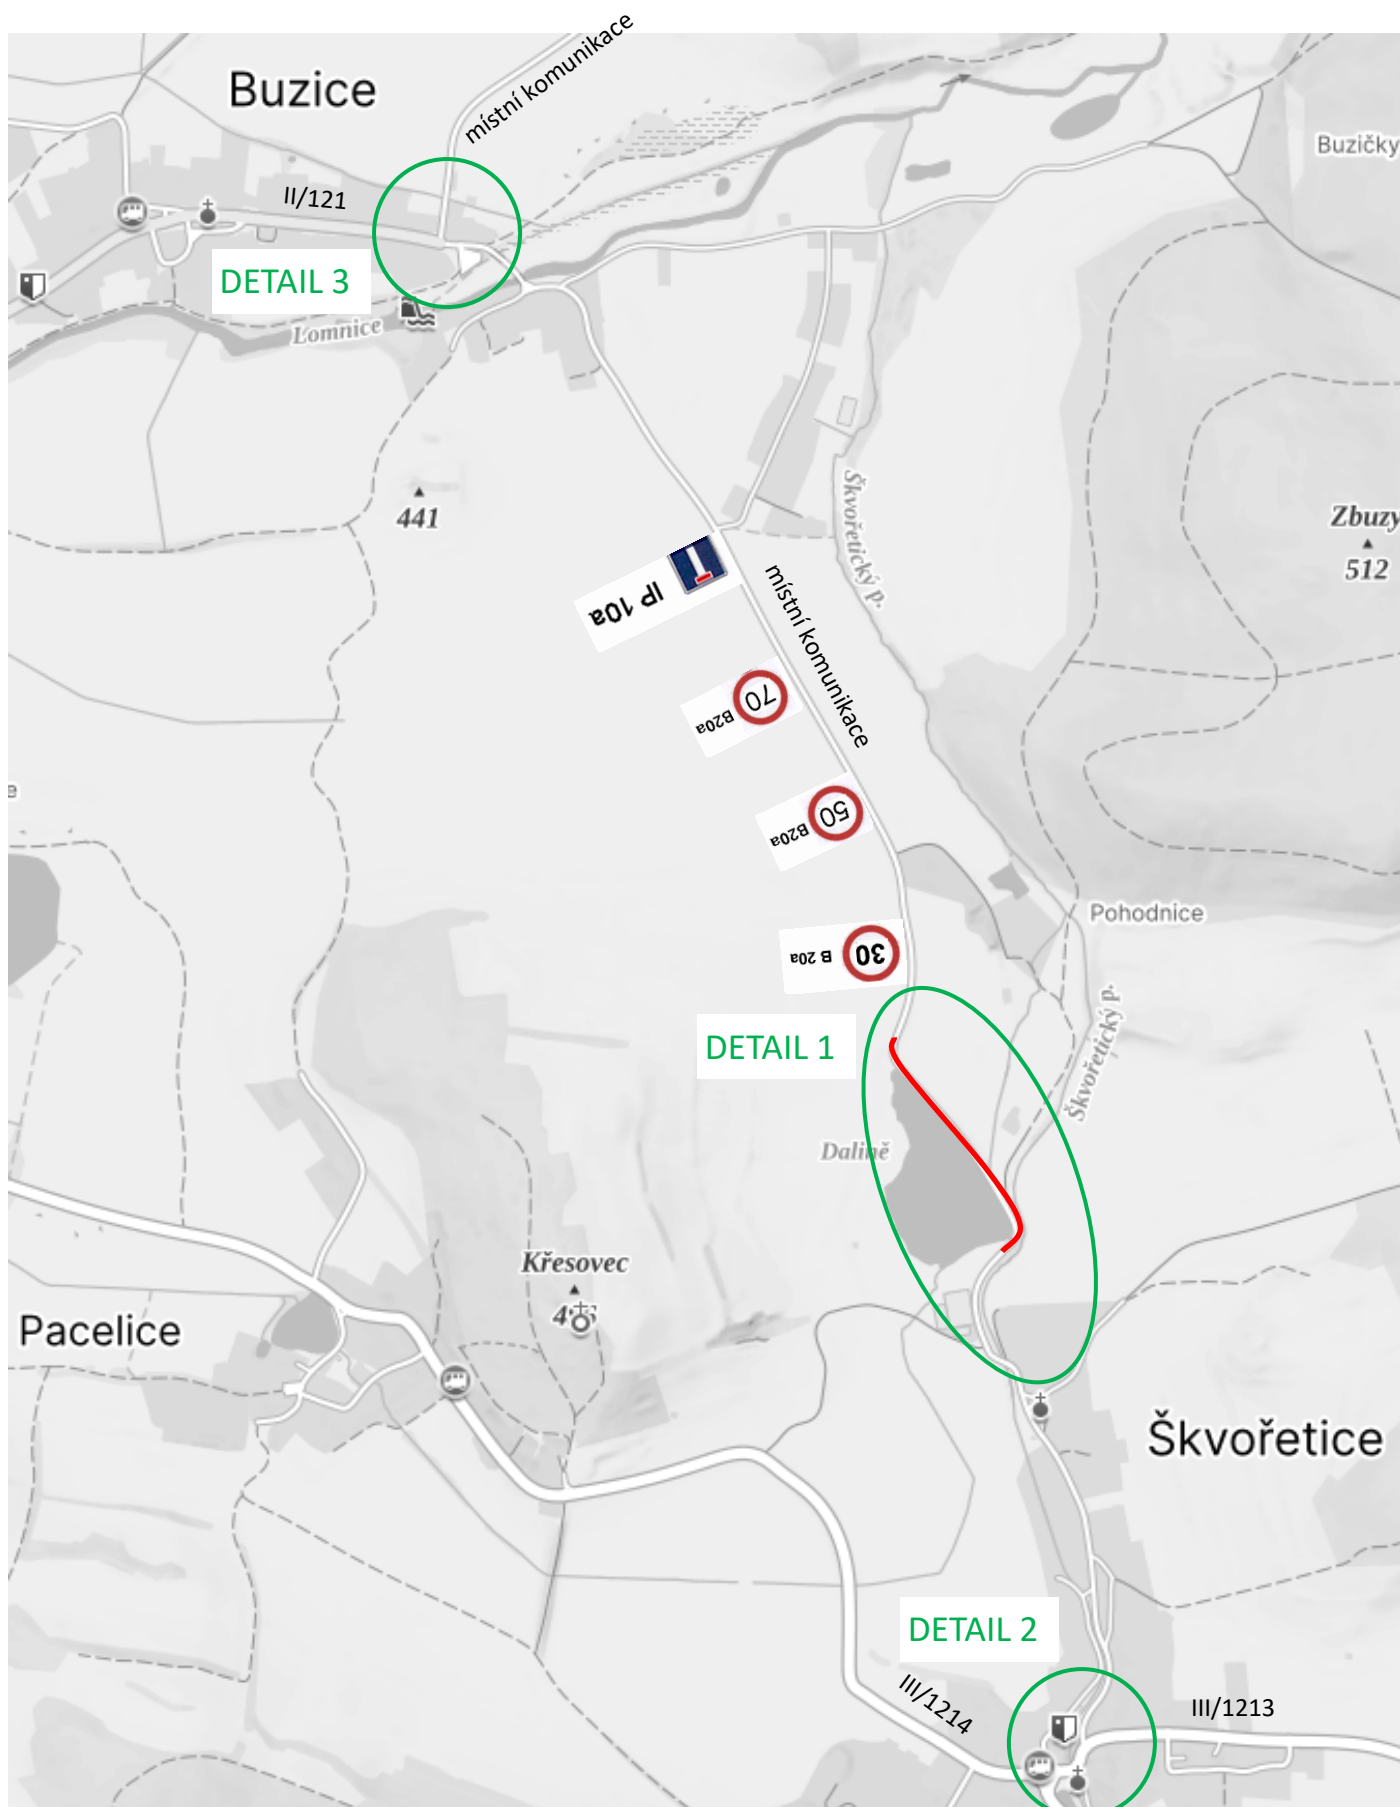 místní komunikace
Buzice
Buzičky
II/121
DETAIL 3
Lomnice
441
Škvořetický p.
Zbuzy
512
IP 10a
místní komunikace
70
B20a
50
B20a
e
Pohodnice
30
B 20a
Škvořetický p.
DETAIL 1
Dalině
Křesovec
Pacelice
Škvořetice
DETAIL 2
III/1214
III/1213